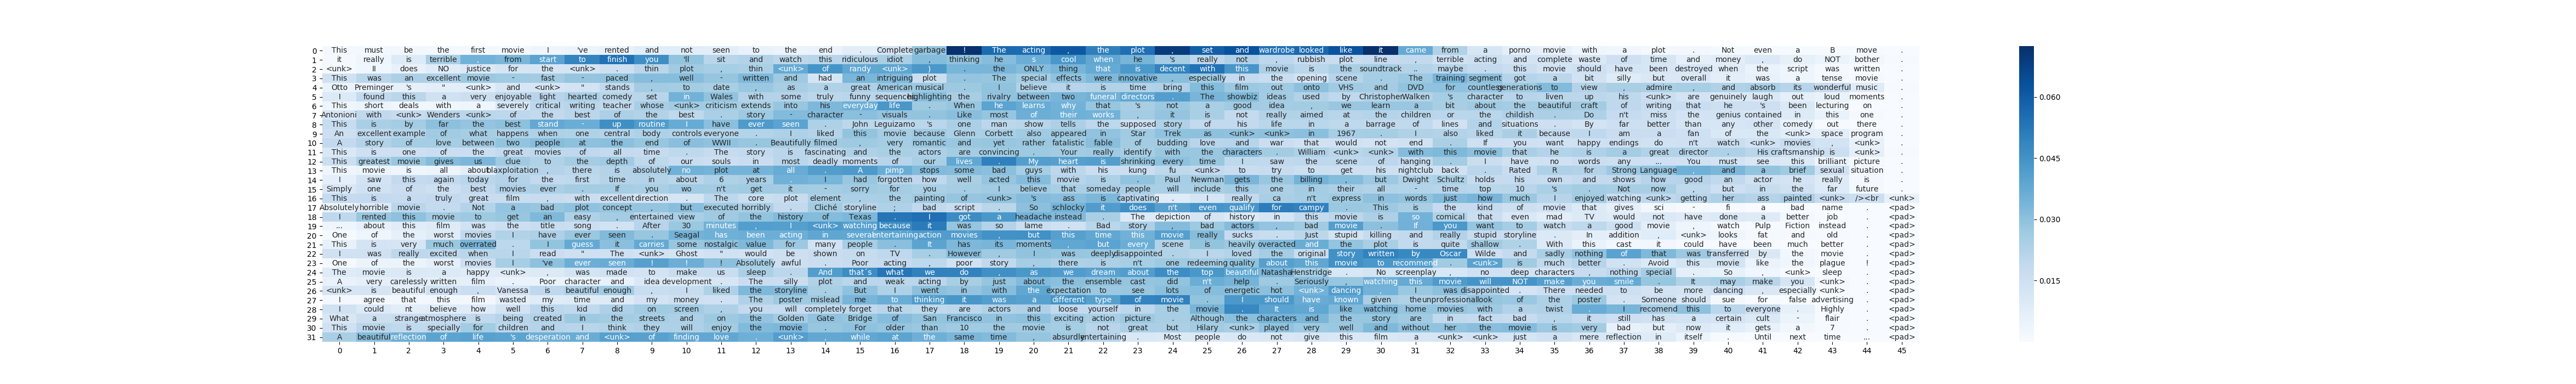 0 This must be the first movie I 've rented and not seen to the end . Complete garbage ! The acting , the plot , set and wardrobe looked like it came from a porno movie with a plot . Not even a B move .
1 it really is terrible . from start to finish you 'll sit and watch this ridiculous idiot , thinking he 's cool when he 's really not , rubbish plot line , terrible acting and complete waste of time and money , do NOT bother .
2 <unk> II does NO justice for the <unk> . thin plot , thin <unk> of randy <unk> ) . The ONLY thing that is decent with this movie is the soundtrack .. maybe this movie should have been destroyed when the script was written .
3 This was an excellent movie - fast - paced , well - written and had an intriguing plot . The special effects were innovative , especially in the opening scene . The training segment got a bit silly but overall it was a tense movie .
4 Otto Preminger 's " <unk> and <unk> " stands , to date , as a great American musical . I believe it is time bring this film out onto VHS and DVD for countless generations to view , admire , and absorb its wonderful music .
5 I found this a very enjoyable light hearted comedy set in Wales with some truly funny sequences highlighting the rivalry between two funeral directors . The showbiz ideas used by Christopher Walken 's character to liven up his <unk> are genuinely laugh out loud moments .
6 This short deals with a severely critical writing teacher whose <unk> criticism extends into his everyday life . When he learns why that 's not a good idea , we learn a bit about the beautiful craft of writing that he 's been lecturing on .
7 Antonioni with <unk> Wenders <unk> of the best of the best . story - character - visuals . Like most of their works , it is not really aimed at the children or the childish . Do n't miss the genius contained in this one .
8 This is by far the best stand - up routine I have ever seen . John Leguizamo 's one man show tells the supposed story of his life in a barrage of lines and situations . By far better than any other comedy out there .
9 An excellent example of what happens when one central body controls everyone . I liked this movie because Glenn Corbett also appeared in Star Trek as <unk> <unk> in 1967 . I also liked it because I am a fan of the <unk> space program .
10 A story of love between two people at the end of WWII . Beautifully filmed , very romantic and yet rather fatalistic fable of budding love and war that would not end . If you want happy endings do n't watch <unk> movies .
11 This is one of the great movies of all time . The story is fascinating and the actors are convincing . Your really identify with the characters . William <unk> <unk> with this movie that he is a great director . His craftsmanship is <unk> .
12 This greatest movie gives us clue to the depth of our souls in most deadly moments of our lives . My heart is shrinking every time I saw the scene of hanging . I have no words any ... You must see this brilliant picture .
13 This movie is all about blaxploitation , there is absolutely no plot at all . A pimp stops some bad guys with his kung fu <unk> to try to get his nightclub back . Rated R for Strong Language , and a brief sexual situation .
14 I saw this again today for the first time in about 6 years . I had forgotten how well acted this movie is . Paul Newman gets the billing , but Dwight Schultz holds his own and shows how good an actor he really is .
15 Simply one of the best movies ever . If you wo n't get it - sorry for you . I believe that someday people will include this one in their all - time top 10 's . Not now but in the far future .
16 This is a truly great film , with excellent direction . The core plot element , the painting of <unk> 's ass is captivating . I really ca n't express in words just how much I enjoyed watching <unk> getting her ass painted <unk> /><br <unk>
17 Absolutely horrible movie . Not a bad plot concept , but executed horribly . Cliché storyline ; bad script . So schlocky it does n't even qualify for campy . This is the kind of movie that gives sci - fi a bad name . <pad>
18 I rented this movie to get an easy , entertained view of the history of Texas . I got a headache instead . The depiction of history in this movie is so comical that even mad TV would not have done a better job . <pad>
19 ... about this film was the title song . After 30 minutes . I <unk> watching because it was so lame . Bad story . bad actors , bad movie . If you want to watch a good movie , watch Pulp Fiction instead . <pad>
20 One of the worst movies I have ever seen . Seagal has been acting in several entertaining action movies , but this time this movie really sucks . Just stupid killing and really stupid storyline . In addition , <unk> looks fat and old . <pad>
21 This is very much overrated . I guess it carries some nostalgic value for many people . It has its moments , but every scene is heavily overacted and the plot is quite shallow . With this cast it could have been much better . <pad>
22 I was really excited when I read " The <unk> Ghost " would be shown on TV . However I was deeply disappointed . I loved the original story written by Oscar Wilde and sadly nothing of that was transferred by the movie . <pad>
23 One of the worst movies I 've ever seen ! ! ! Absolutely awful . Poor acting , poor story . there is n't one redeeming quality about this movie to recommend . <unk> is much better . Avoid this movie like the plague ! <pad>
24 The movie is a happy <unk> , was made to make us sleep . And that´s what we do , as we dream about the top beautiful Natasha Henstridge . No screenplay , no deep characters , nothing special . So , <unk> sleep . <pad>
25 A very carelessly written film . Poor character and idea development . The silly plot and weak acting by just about the ensemble cast did n't help . Seriously , watching this movie will NOT make you smile . it may make you <unk> . <pad>
26 <unk> is beautiful enough , Vanessa is beautiful enough , I liked the storyline . But I went in with the expectation to see lots of energetic hot <unk> dancing , I was disappointed . There needed to be more dancing , especially <unk> . <pad>
27 I agree that this film wasted my time and my money . The poster mislead me to thinking it was a different type of movie . I should have known given the unprofessional look of the poster . Someone should sue for false advertising . <pad>
28 I could nt believe how well this kid did on screen , you will completely forget that they are actors and loose yourself in the movie . it is like watching home movies with a twist . I recomend this to everyone . Highly . <pad>
29 What a strange atmosphere is being created in the streets and on the Golden Gate Bridge of San Francisco in this exciting action picture . Although the characters and the story are in fact bad , it still has a certain cult - flair . <pad>
30 This movie is specially for children and I think they will enjoy the movie . For older than 10 the movie is not great but Hilary <unk> played very well and without her the movie is very bad but now it gets a 7 . <pad>
31 A beautiful reflection of life 's desperation and <unk> of finding love . <unk> , while at the same time , absurdly entertaining . Most people do not give this film a <unk> <unk> just a mere reflection in itself . Until next time ... <pad>
0 1 2 3 4 5 6 7 8 9 10 11 12 13 14 15 16 17 18 19 20 21 22 23 24 25 26 27 28 29 30 31 32 33 34 35 36 37 38 39 40 41 42 43 44 45
0.060
0.045
0.030
0.015